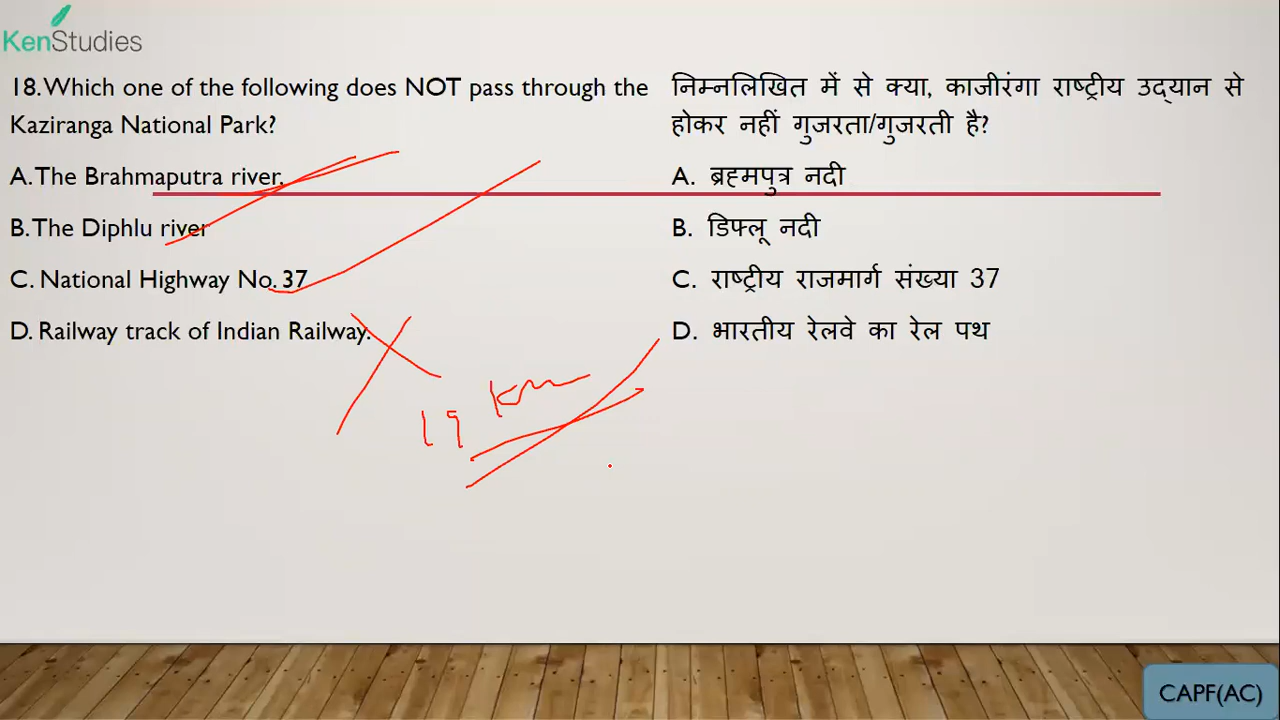 KenStudies
18.Which one of the following does NOT pass through the
Kaziranga National Park?
A.The Brahmaputra river,
B.The Diphlu river
C. National Highway No. 37
D. Railway track of Indian Railway.
निम्नलिखित में से क्या, काजीरंगा राष्ट्रीय उद्यान से
होकर नहीं गुजरता/गुजरती है?
A. ब्रह्मपुत्र नदी
B. डिफ्लू नदी
C. राष्ट्रीय राजमार्ग संख्या 37
D. भारतीय रेलवे का रेल पथ
19 Km
CAPF(AC)